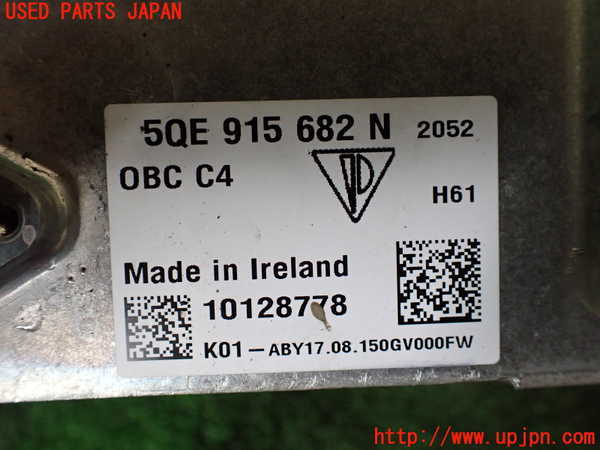 USED PARTS JAPAN
5QE 915 682 N 2052
OBC C4
H61
Made in Ireland
10128778
K01-ABY17.08.150GV000FW
http://www.upjpn.com/